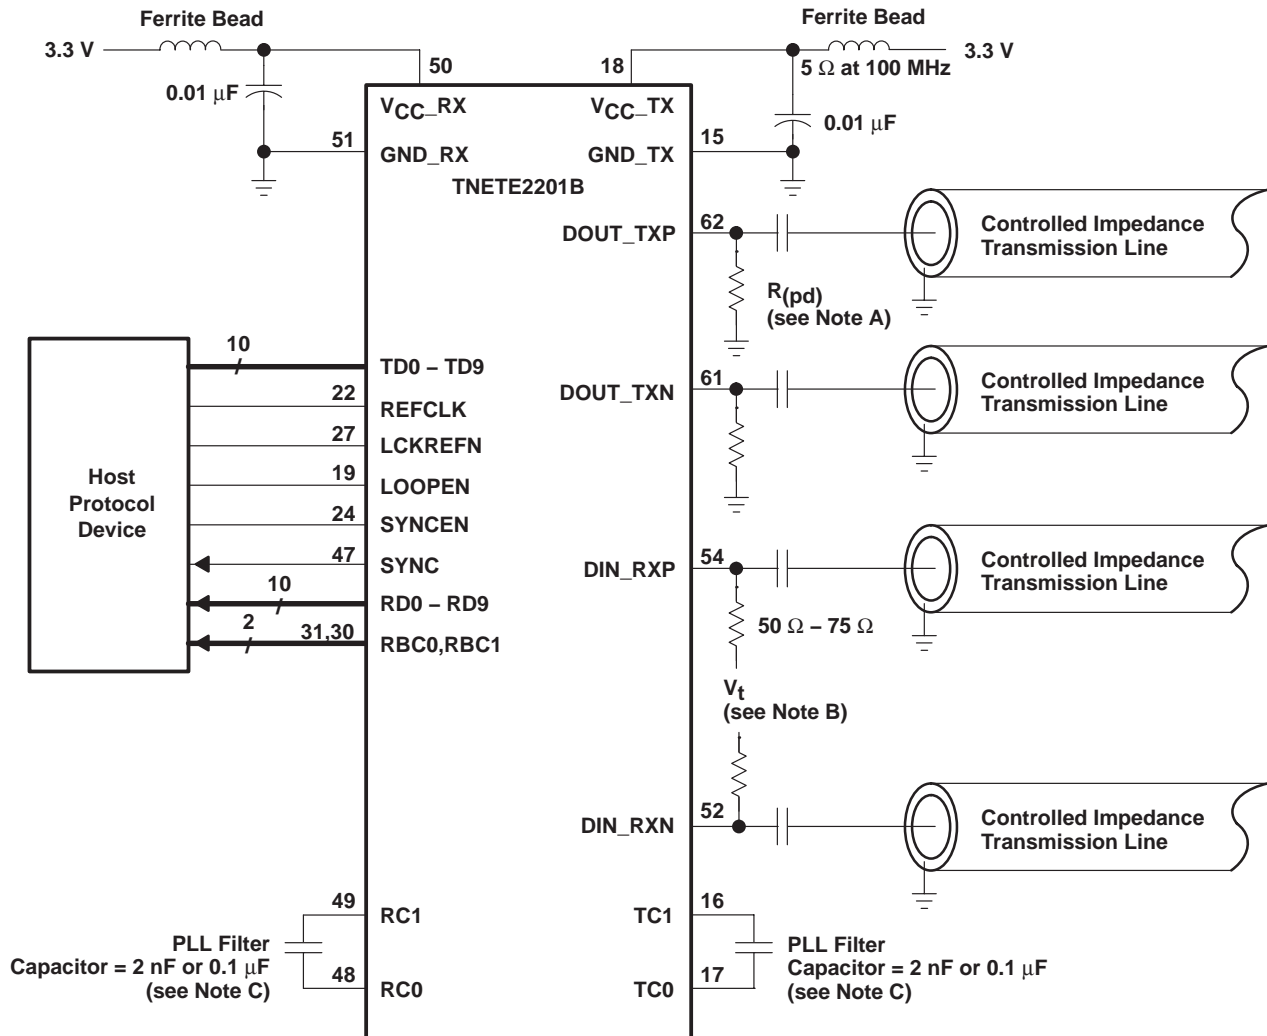 Ferrite Bead
3.3 V
0.01 μF
50
VCC_RX
51
GND_RX
Ferrite Bead
3.3 V
5 Ω at 100 MHz
18
VCC_TX
0.01 μF
15
GND_TX
TNETE2201B
DOUT_TXP
62
R(pd)
(see Note A)
Controlled Impedance
Transmission Line
DOUT_TXN
61
Controlled Impedance
Transmission Line
Host
Protocol
Device
10
TD0 – TD9
22
REFCLK
27
LCKREFN
19
LOOPEN
24
SYNCEN
47
SYNC
10
RD0 – RD9
2
31,30
RBC0,RBC1
DIN_RXP
54
50 Ω – 75 Ω
Controlled Impedance
Transmission Line
Vt
(see Note B)
DIN_RXN
52
Controlled Impedance
Transmission Line
49
RC1
PLL Filter
Capacitor = 2 nF or 0.1 μF
(see Note C)
48
RC0
TC1
16
PLL Filter
Capacitor = 2 nF or 0.1 μF
(see Note C)
TC0
17